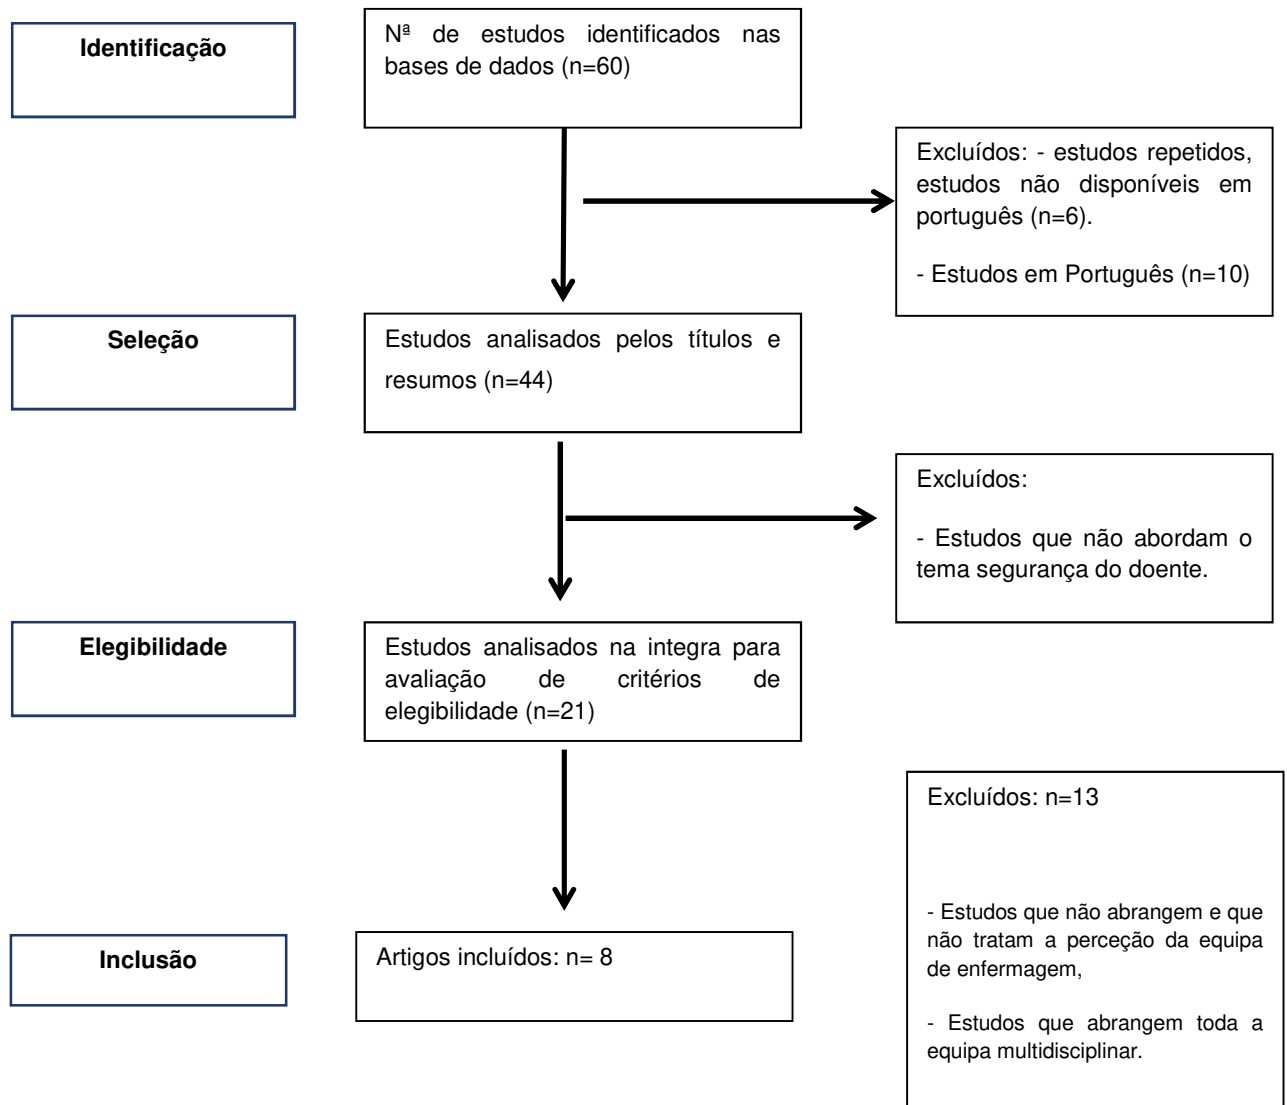 Identificação
Nª de estudos identificados nas
bases de dados (n=60)
Excluídos: - estudos repetidos,
estudos não disponíveis em
português (n=6).
- Estudos em Português (n=10)
Seleção
Estudos analisados pelos títulos e
resumos (n=44)
Excluídos:
- Estudos que não abordam o
tema segurança do doente.
Elegibilidade
Estudos analisados na integra para
avaliação de critérios de
elegibilidade (n=21)
Excluídos: n=13
- Estudos que não abrangem e que
não tratam a perceção da equipa
de enfermagem,
- Estudos que abrangem toda a
equipa multidisciplinar.
Inclusão
Artigos incluídos: n= 8